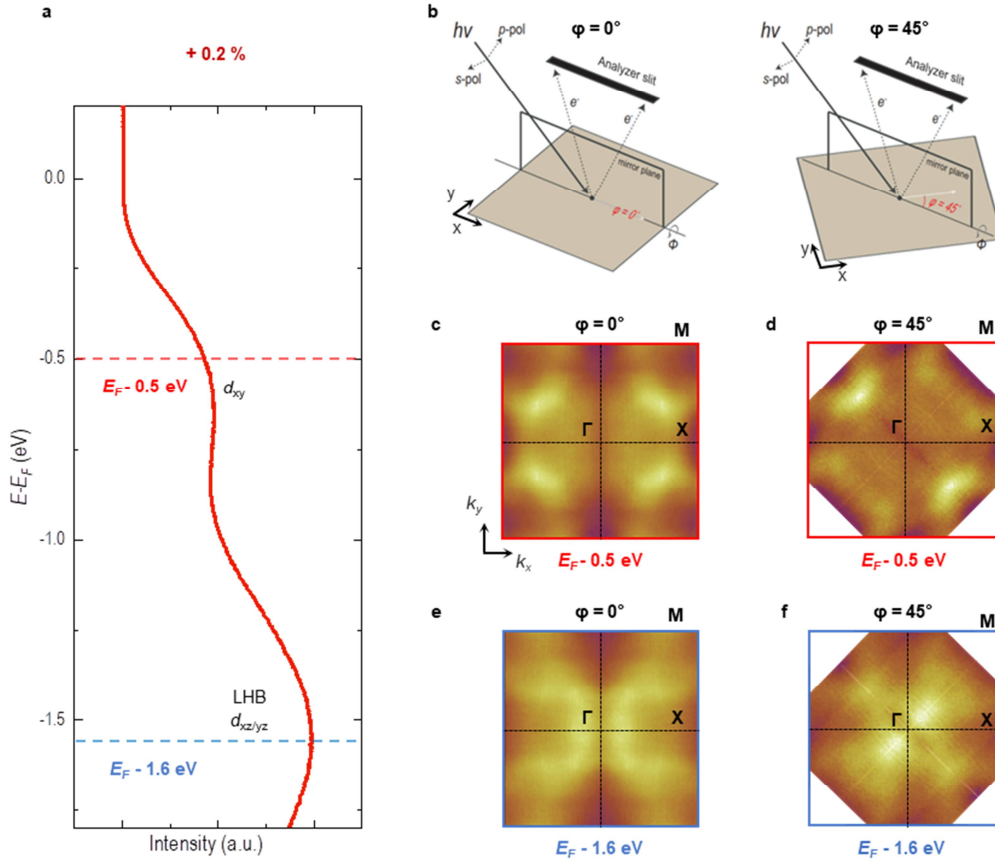 a
+ 0.2 %
0.0
-0.5
-1.0
-1.5
E-E_F (eV)
E_F - 0.5 eV
d_xy
LHB
d_xz/yz
E_F - 1.6 eV
Intensity (a.u.)
b
φ = 0°
hν
p-pol
s-pol
Analyzer slit
e⁻
e⁻
mirror plane
φ = 0°
y
x
Φ
φ = 45°
hν
p-pol
s-pol
Analyzer slit
e⁻
e⁻
mirror plane
φ = 45°
y
x
Φ
c
φ = 0°
M
Γ
X
k_y
k_x
E_F - 0.5 eV
d
φ = 45°
M
Γ
X
E_F - 0.5 eV
e
φ = 0°
M
Γ
X
E_F - 1.6 eV
f
φ = 45°
M
Γ
X
E_F - 1.6 eV